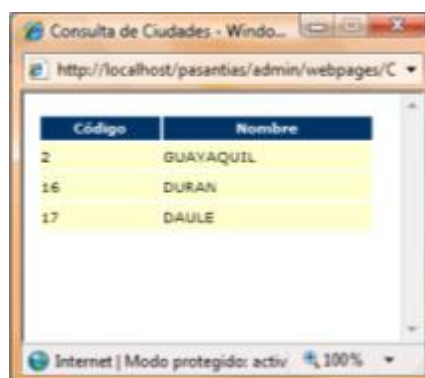 Consulta de Ciudades - Windo...
http://localhost/pasantias/admin/webpages/C
Código Nombre
2 GUAYAQUIL
16 DURAN
17 DAULE
Internet | Modo protegido: activ 100%